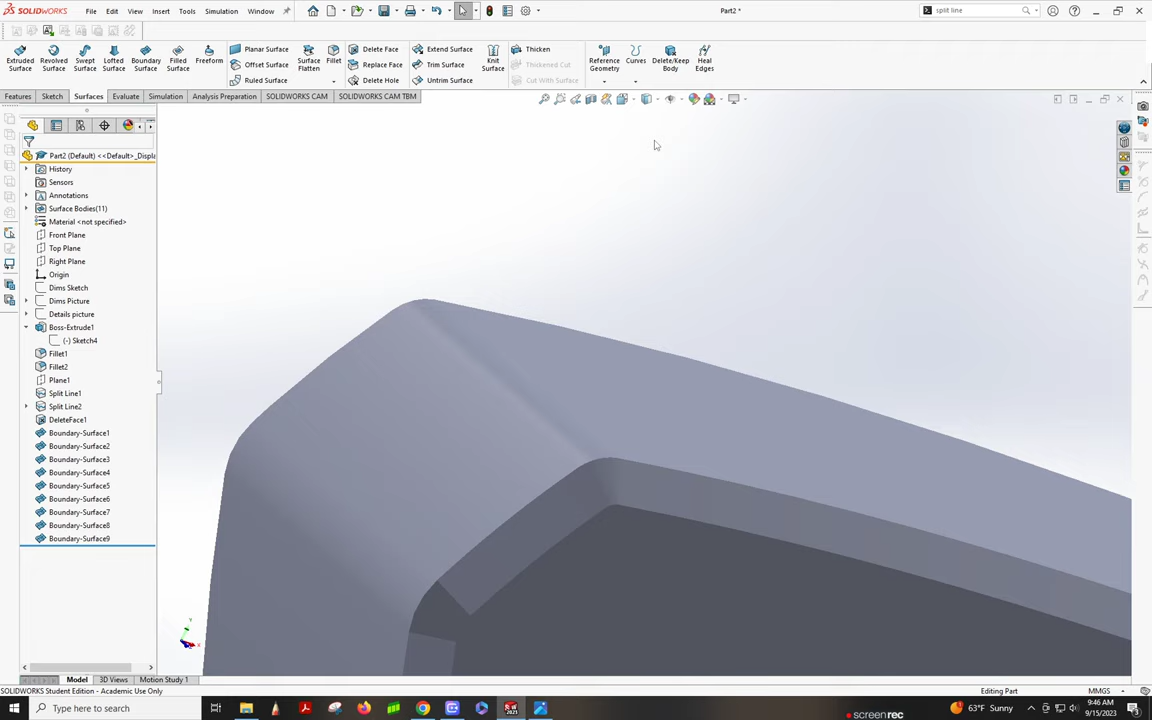 SOLIDWORKS File Edit View Insert Tools Simulation Window Part2 * split line
Extruded Surface
Revolved Surface
Swept Surface
Lofted Surface
Boundary Surface
Filled Surface
Freeform
Planar Surface
Offset Surface
Ruled Surface
Surface Flatten
Fillet
Delete Face
Replace Face
Delete Hole
Extend Surface
Trim Surface
Untrim Surface
Knit Surface
Thicken
Thickened Cut
Cut With Surface
Reference Geometry
Curves
Delete/Keep Body
Heal Edges
Features Sketch Surfaces Evaluate Simulation Analysis Preparation SOLIDWORKS CAM SOLIDWORKS CAM TBM
Part2 (Default) <<Default>_Displa
History
Sensors
Annotations
Surface Bodies(11)
Material <not specified>
Front Plane
Top Plane
Right Plane
Origin
Dims Sketch
Dims Picture
Details picture
Boss-Extrude1
(-) Sketch4
Fillet1
Fillet2
Plane1
Split Line1
Split Line2
DeleteFace1
Boundary-Surface1
Boundary-Surface2
Boundary-Surface3
Boundary-Surface4
Boundary-Surface5
Boundary-Surface6
Boundary-Surface7
Boundary-Surface8
Boundary-Surface9
Model 3D Views Motion Study 1
SOLIDWORKS Student Edition - Academic Use Only Editing Part MMGS
Type here to search 63°F Sunny 9:46 AM
9/15/2023
screenrec